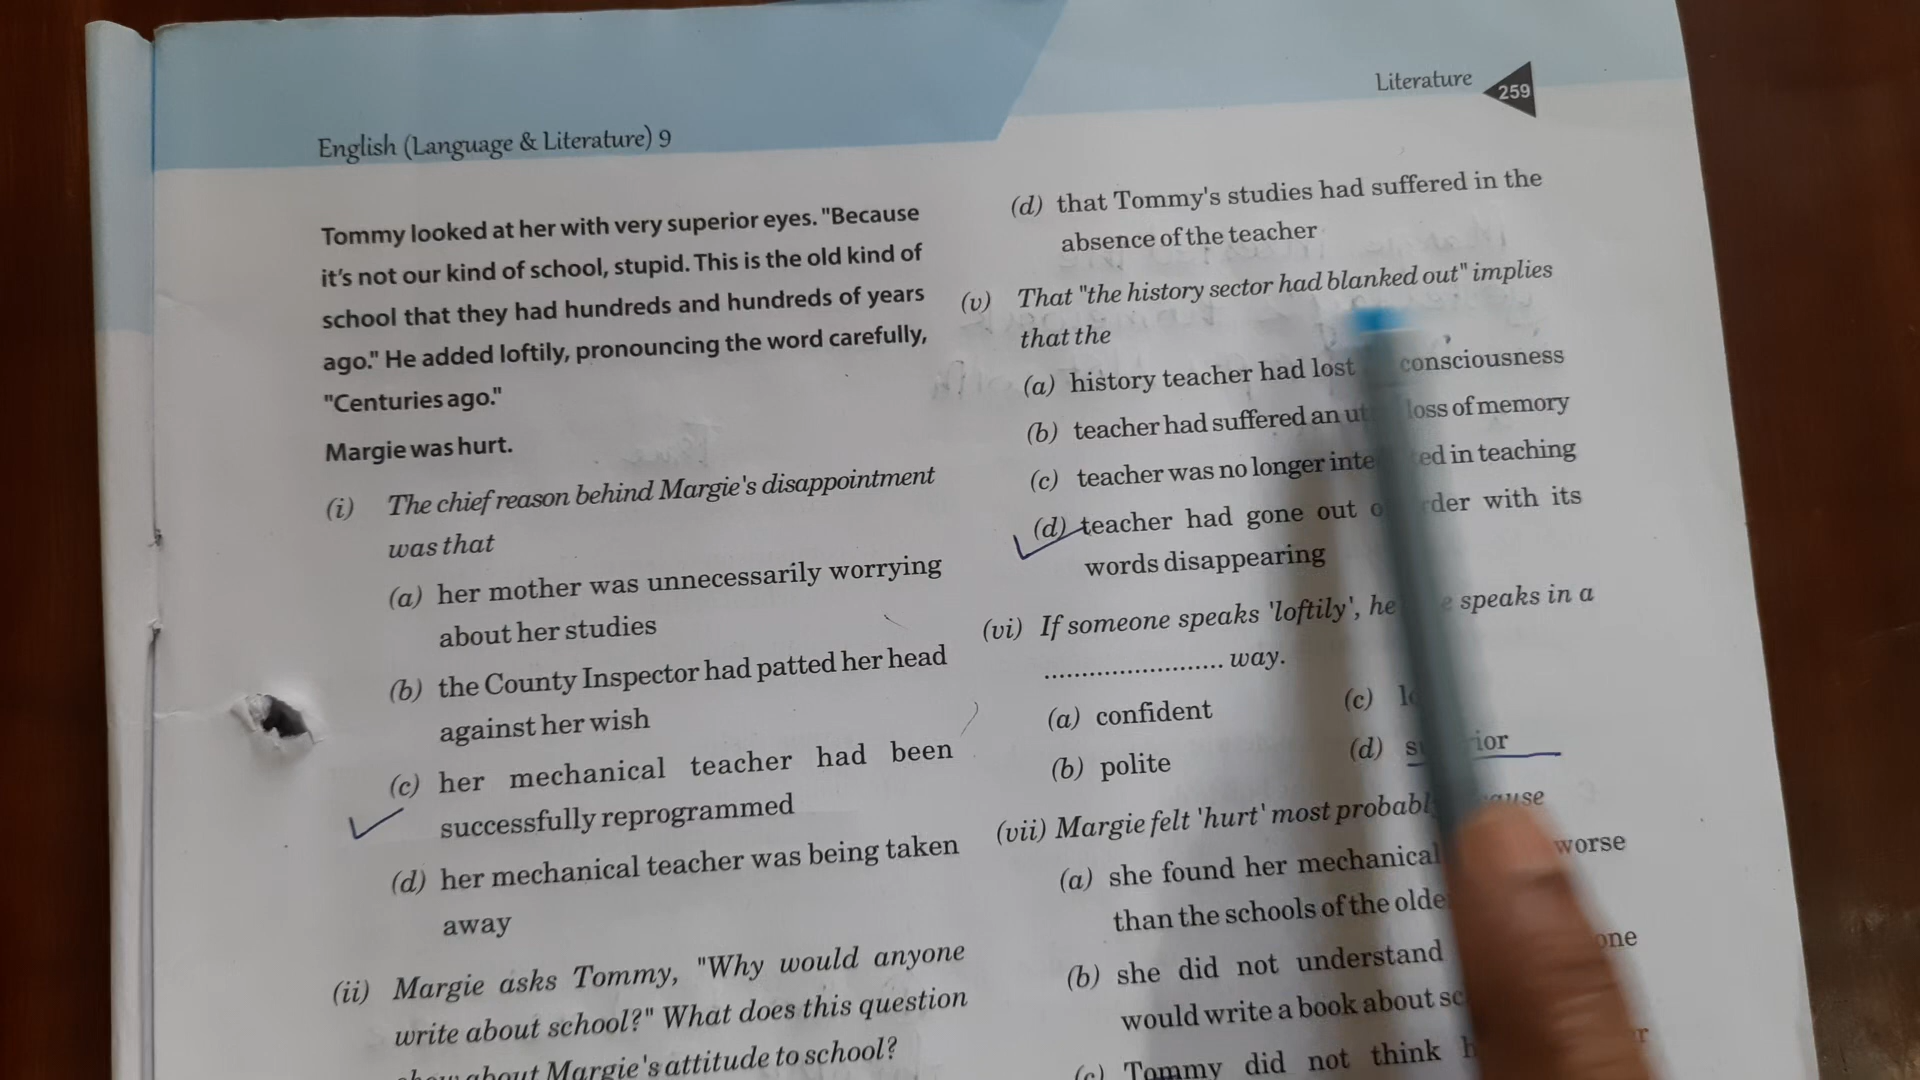 English (Language & Literature) 9
Literature
259
Tommy looked at her with very superior eyes. "Because
it's not our kind of school, stupid. This is the old kind of
school that they had hundreds and hundreds of years
ago." He added loftily, pronouncing the word carefully,
"Centuries ago."
Margie was hurt.
(i) The chief reason behind Margie's disappointment
was that
(a) her mother was unnecessarily worrying
about her studies
(b) the County Inspector had patted her head
against her wish
(c) her mechanical teacher had been
successfully reprogrammed
(d) her mechanical teacher was being taken
away
(ii) Margie asks Tommy, "Why would anyone
write about school?" What does this question
about Margie's attitude to school?
(d) that Tommy's studies had suffered in the
absence of the teacher
(v) That "the history sector had blanked out" implies
that the
(a) history teacher had lost consciousness
(b) teacher had suffered an loss of memory
(c) teacher was no longer in teaching
(d) teacher had gone out with its
words disappearing
(vi) If someone speaks 'loftily', he speaks in a
........................ way.
(a) confident
(c)
(b) polite
(d)
(vii) Margie felt 'hurt' most
(a) she found her mechanical worse
than the schools of the
(b) she did not understand
would write a book about
(c) Tommy did not think